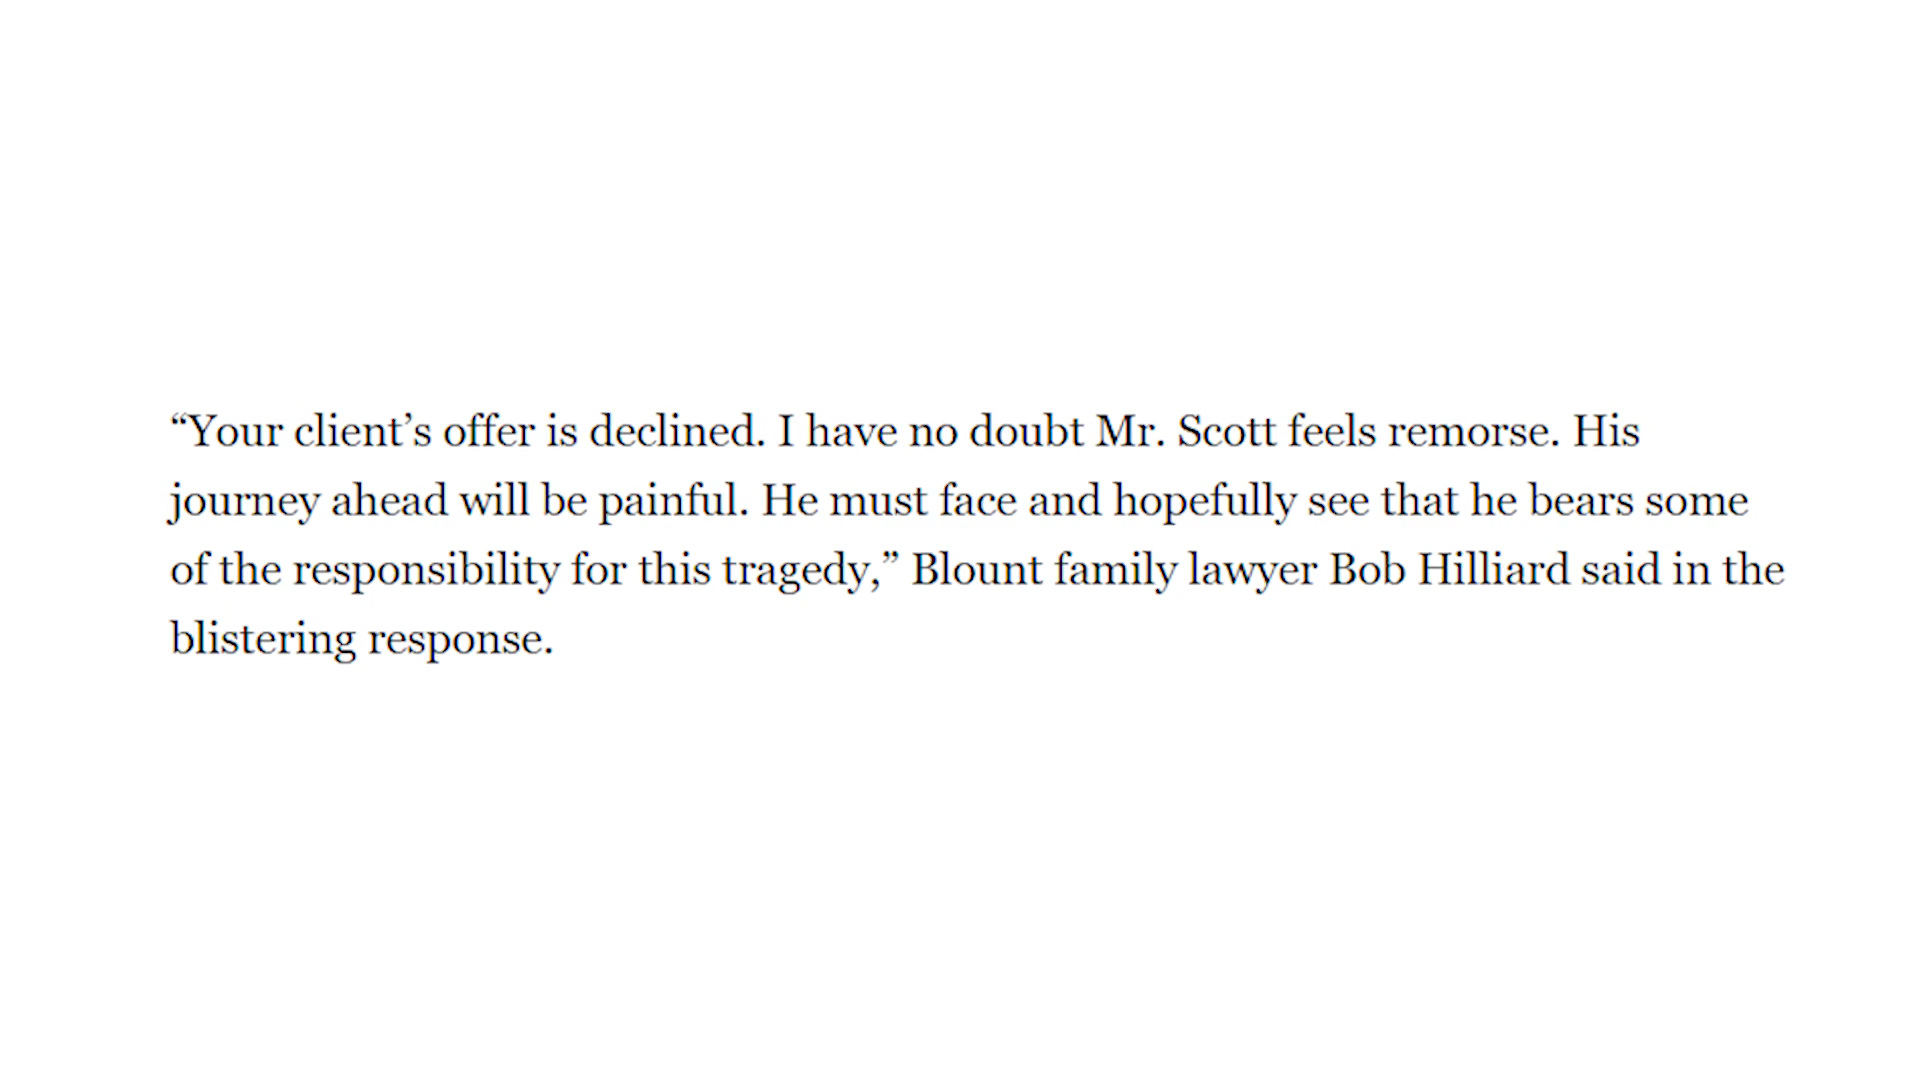 “Your client’s offer is declined. I have no doubt Mr. Scott feels remorse. His
journey ahead will be painful. He must face and hopefully see that he bears some
of the responsibility for this tragedy,” Blount family lawyer Bob Hilliard said in the
blistering response.